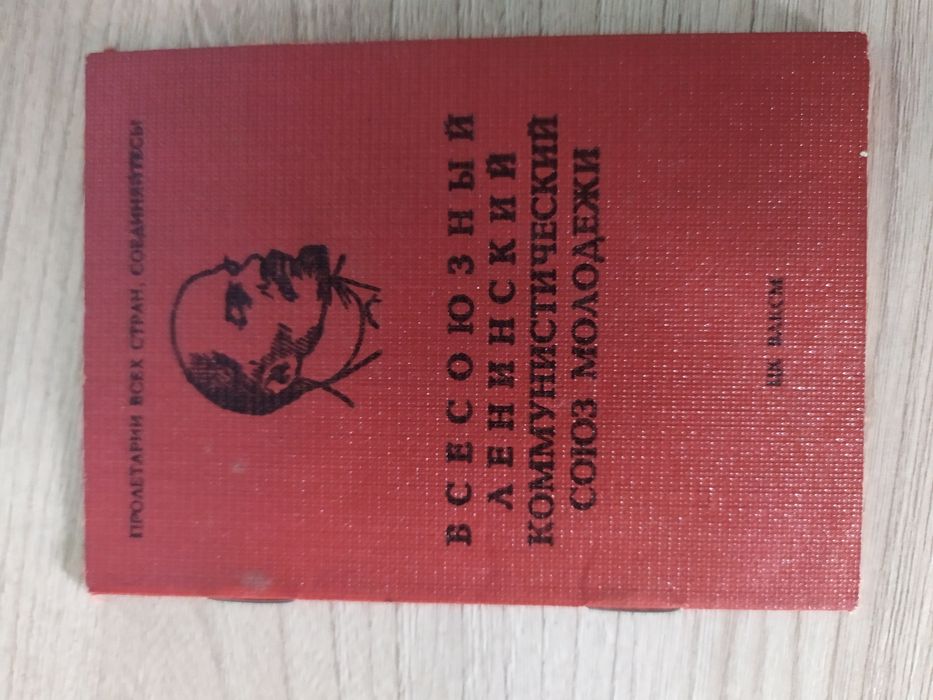 ПРОЛЕТАРИИ ВСЕХ СТРАН, СОЕДИНЯЙТЕСЬ!
ВСЕСОЮЗНЫЙ
ЛЕНИНСКИЙ
КОММУНИСТИЧЕСКИЙ
СОЮЗ МОЛОДЕЖИ
ЦК ВЛКСМ